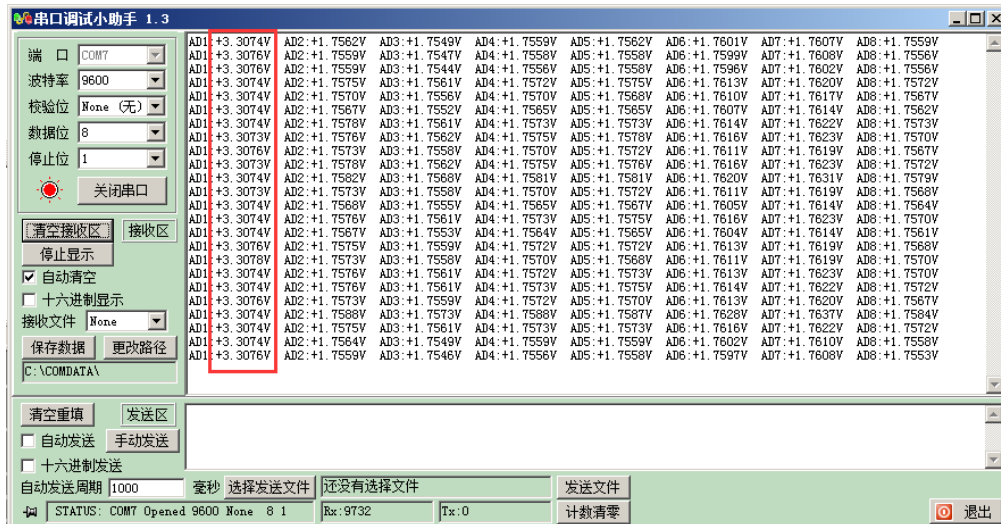 串口调试小助手 1.3
端 口 COM7
波特率 9600
校验位 None (无)
数据位 8
停止位 1
关闭串口
清空接收区 接收区
停止显示
自动清空
十六进制显示
接收文件 None
保存数据 更改路径
C:\COMDATA\
AD1:+3.3074V AD2:+1.7562V AD3:+1.7549V AD4:+1.7559V AD5:+1.7562V AD6:+1.7601V AD7:+1.7607V AD8:+1.7559V
AD1:+3.3076V AD2:+1.7559V AD3:+1.7547V AD4:+1.7558V AD5:+1.7558V AD6:+1.7599V AD7:+1.7608V AD8:+1.7556V
AD1:+3.3076V AD2:+1.7559V AD3:+1.7544V AD4:+1.7556V AD5:+1.7558V AD6:+1.7596V AD7:+1.7602V AD8:+1.7556V
AD1:+3.3074V AD2:+1.7575V AD3:+1.7561V AD4:+1.7572V AD5:+1.7575V AD6:+1.7613V AD7:+1.7620V AD8:+1.7572V
AD1:+3.3074V AD2:+1.7570V AD3:+1.7556V AD4:+1.7570V AD5:+1.7568V AD6:+1.7610V AD7:+1.7617V AD8:+1.7567V
AD1:+3.3074V AD2:+1.7567V AD3:+1.7552V AD4:+1.7565V AD5:+1.7565V AD6:+1.7607V AD7:+1.7614V AD8:+1.7562V
AD1:+3.3074V AD2:+1.7578V AD3:+1.7561V AD4:+1.7573V AD5:+1.7573V AD6:+1.7614V AD7:+1.7622V AD8:+1.7573V
AD1:+3.3073V AD2:+1.7576V AD3:+1.7562V AD4:+1.7575V AD5:+1.7578V AD6:+1.7616V AD7:+1.7623V AD8:+1.7570V
AD1:+3.3076V AD2:+1.7573V AD3:+1.7558V AD4:+1.7570V AD5:+1.7572V AD6:+1.7611V AD7:+1.7619V AD8:+1.7567V
AD1:+3.3073V AD2:+1.7578V AD3:+1.7562V AD4:+1.7575V AD5:+1.7576V AD6:+1.7616V AD7:+1.7623V AD8:+1.7572V
AD1:+3.3074V AD2:+1.7582V AD3:+1.7568V AD4:+1.7581V AD5:+1.7581V AD6:+1.7620V AD7:+1.7631V AD8:+1.7579V
AD1:+3.3073V AD2:+1.7573V AD3:+1.7558V AD4:+1.7570V AD5:+1.7572V AD6:+1.7611V AD7:+1.7619V AD8:+1.7568V
AD1:+3.3074V AD2:+1.7568V AD3:+1.7555V AD4:+1.7565V AD5:+1.7567V AD6:+1.7605V AD7:+1.7614V AD8:+1.7564V
AD1:+3.3074V AD2:+1.7576V AD3:+1.7561V AD4:+1.7573V AD5:+1.7575V AD6:+1.7616V AD7:+1.7623V AD8:+1.7570V
AD1:+3.3074V AD2:+1.7567V AD3:+1.7553V AD4:+1.7564V AD5:+1.7565V AD6:+1.7604V AD7:+1.7614V AD8:+1.7561V
AD1:+3.3076V AD2:+1.7575V AD3:+1.7559V AD4:+1.7572V AD5:+1.7572V AD6:+1.7613V AD7:+1.7619V AD8:+1.7568V
AD1:+3.3078V AD2:+1.7573V AD3:+1.7558V AD4:+1.7570V AD5:+1.7568V AD6:+1.7611V AD7:+1.7619V AD8:+1.7570V
AD1:+3.3074V AD2:+1.7576V AD3:+1.7561V AD4:+1.7572V AD5:+1.7573V AD6:+1.7613V AD7:+1.7623V AD8:+1.7570V
AD1:+3.3074V AD2:+1.7576V AD3:+1.7561V AD4:+1.7573V AD5:+1.7576V AD6:+1.7614V AD7:+1.7622V AD8:+1.7572V
AD1:+3.3076V AD2:+1.7573V AD3:+1.7559V AD4:+1.7572V AD5:+1.7570V AD6:+1.7613V AD7:+1.7620V AD8:+1.7567V
AD1:+3.3074V AD2:+1.7588V AD3:+1.7573V AD4:+1.7588V AD5:+1.7587V AD6:+1.7628V AD7:+1.7637V AD8:+1.7584V
AD1:+3.3074V AD2:+1.7575V AD3:+1.7561V AD4:+1.7573V AD5:+1.7573V AD6:+1.7616V AD7:+1.7622V AD8:+1.7572V
AD1:+3.3074V AD2:+1.7564V AD3:+1.7549V AD4:+1.7559V AD5:+1.7559V AD6:+1.7602V AD7:+1.7610V AD8:+1.7558V
AD1:+3.3076V AD2:+1.7559V AD3:+1.7546V AD4:+1.7556V AD5:+1.7558V AD6:+1.7597V AD7:+1.7608V AD8:+1.7553V
清空重填 发送区
自动发送 手动发送
十六进制发送
自动发送周期 1000 毫秒 选择发送文件 还没有选择文件 发送文件
STATUS: COM7 Opened 9600 None 8 1 Rx:9732 Tx:0 计数清零 退出